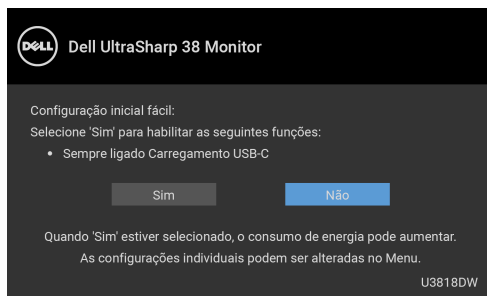 DELL
Dell UltraSharp 38 Monitor
Configuração inicial fácil:
Selecione 'Sim' para habilitar as seguintes funções:
• Sempre ligado Carregamento USB-C
Sim Não
Quando 'Sim' estiver selecionado, o consumo de energia pode aumentar.
As configurações individuais podem ser alteradas no Menu.
U3818DW